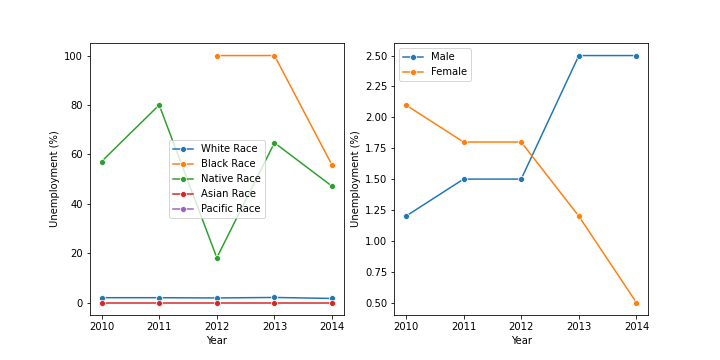 Unemployment (%)
100
80
60
40
20
0
2010 2011 2012 2013 2014
Year
White Race
Black Race
Native Race
Asian Race
Pacific Race
Unemployment (%)
2.50
2.25
2.00
1.75
1.50
1.25
1.00
0.75
0.50
2010 2011 2012 2013 2014
Year
Male
Female